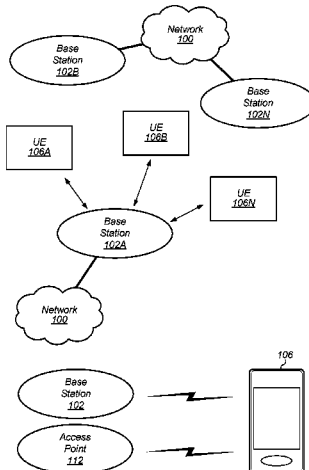 Network
100
Base
Station
102B
Base
Station
102N
UE
106A
UE
106B
UE
106N
Base
Station
102A
Network
100
106
Base
Station
102
Access
Point
112